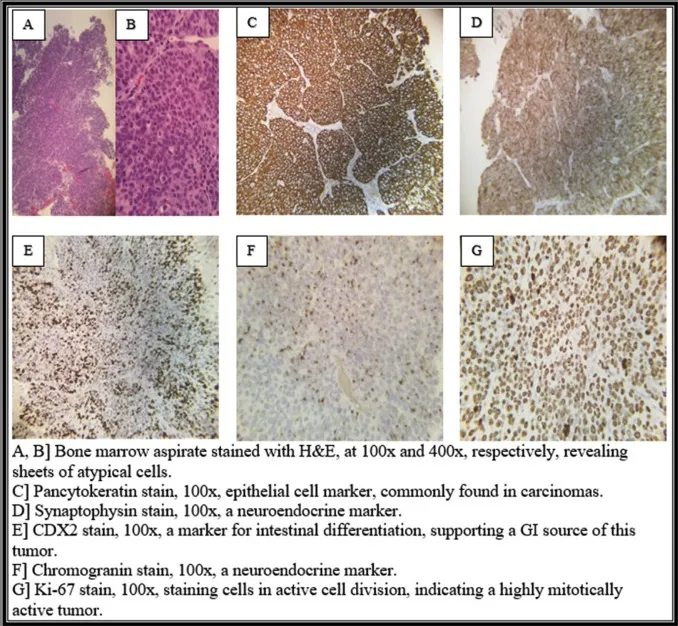 A
B
C
D
E
F
G
A, B] Bone marrow aspirate stained with H&E, at 100x and 400x, respectively, revealing
sheets of atypical cells.
C] Pancytokeratin stain, 100x, epithelial cell marker, commonly found in carcinomas.
D] Synaptophysin stain, 100x, a neuroendocrine marker.
E] CDX2 stain, 100x, a marker for intestinal differentiation, supporting a GI source of this
tumor.
F] Chromogranin stain, 100x, a neuroendocrine marker.
G] Ki-67 stain, 100x, staining cells in active cell division, indicating a highly mitotically
active tumor.